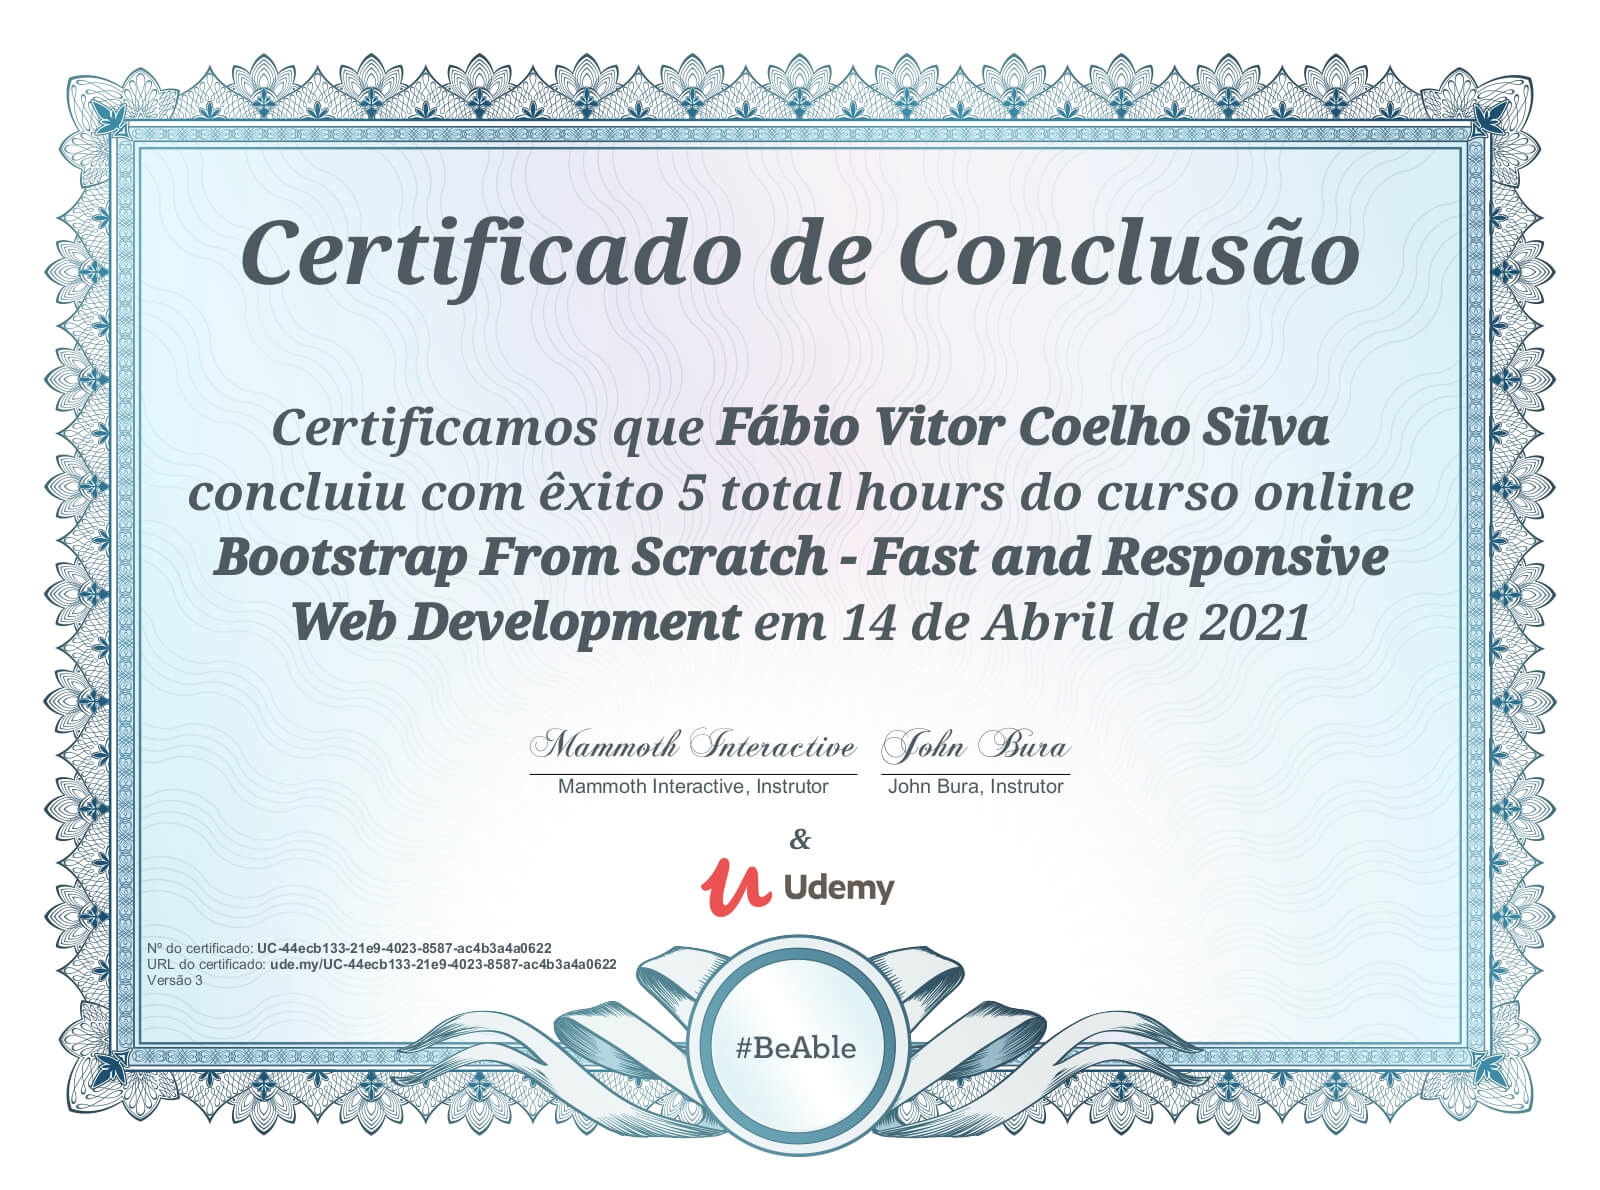 Certificado de Conclusão
Certificamos que Fábio Vitor Coelho Silva
concluiu com êxito 5 total hours do curso online
Bootstrap From Scratch - Fast and Responsive
Web Development em 14 de Abril de 2021
Mammoth Interactive John Bura
Mammoth Interactive, Instrutor John Bura, Instrutor
&
Udemy
Nº do certificado: UC-44ecb133-21e9-4023-8587-ac4b3a4a0622
URL do certificado: ude.my/UC-44ecb133-21e9-4023-8587-ac4b3a4a0622
Versão 3
#BeAble